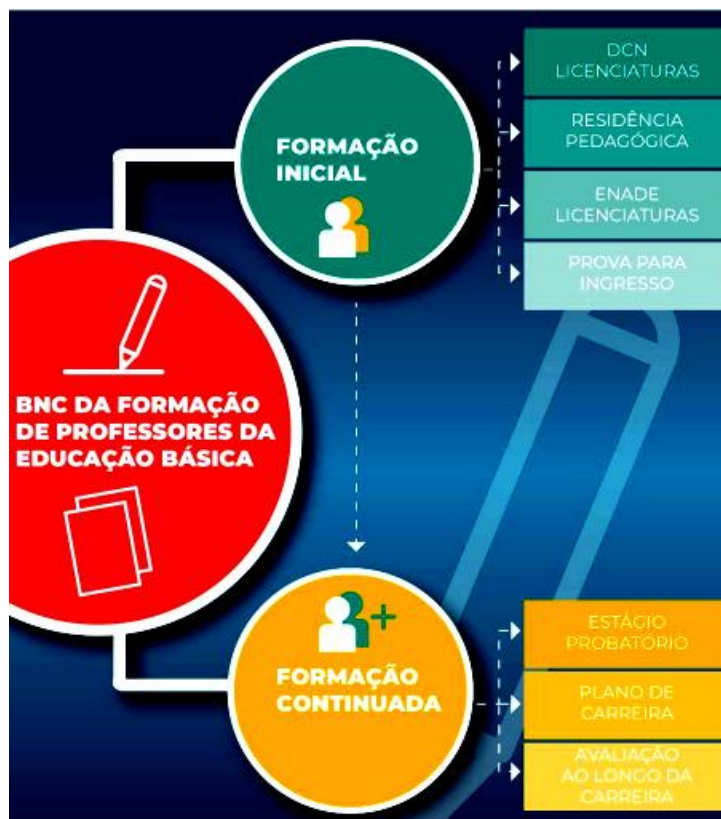 DCN
LICENCIATURAS
RESIDÊNCIA
PEDAGÓGICA
FORMAÇÃO
INICIAL
ENADE
LICENCIATURAS
PROVA PARA
INGRESSO
BNC DA FORMAÇÃO
DE PROFESSORES DA
EDUCAÇÃO BÁSICA
FORMAÇÃO
CONTINUADA
ESTÁGIO
PROBATÓRIO
PLANO DE
CARREIRA
AVALIAÇÃO
AO LONGO DA
CARREIRA